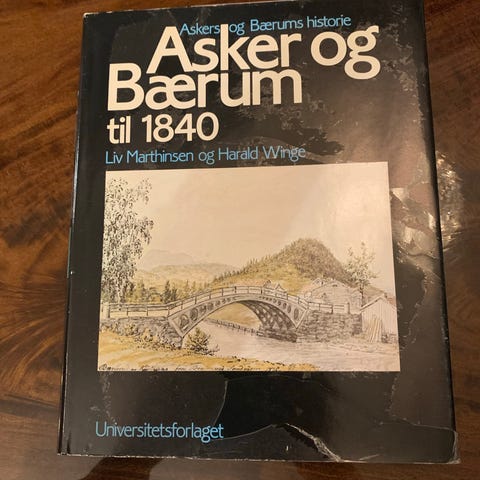 Askers og Bærums historie
Asker og
Bærum
til 1840
Liv Marthinsen og Harald Winge
Universitetsforlaget